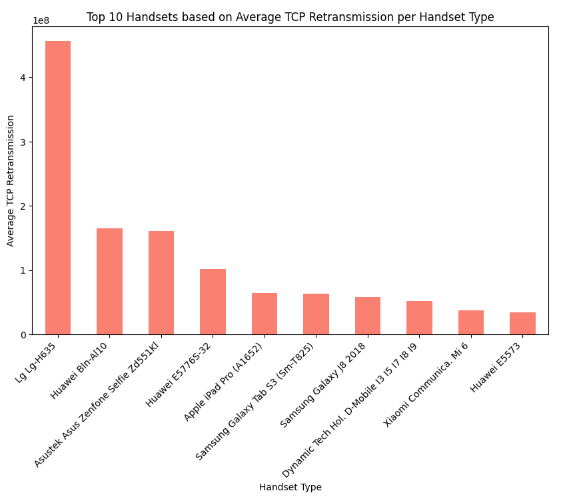 Top 10 Handsets based on Average TCP Retransmission per Handset Type
1e8
4
3
2
1
0
Average TCP Retransmission
Lg Lg-H635
Huawei Bln-Al10
Asustek Asus Zenfone Selfie Zd551Kl
Huawei E5776S-32
Apple iPad Pro (A1652)
Samsung Galaxy Tab S3 (Sm-T825)
Samsung Galaxy J8 2018
Dynamic Tech Hol. D-Mobile I3 I5 I7 I8 I9
Xiaomi Communica. Mi 6
Huawei E5573
Handset Type